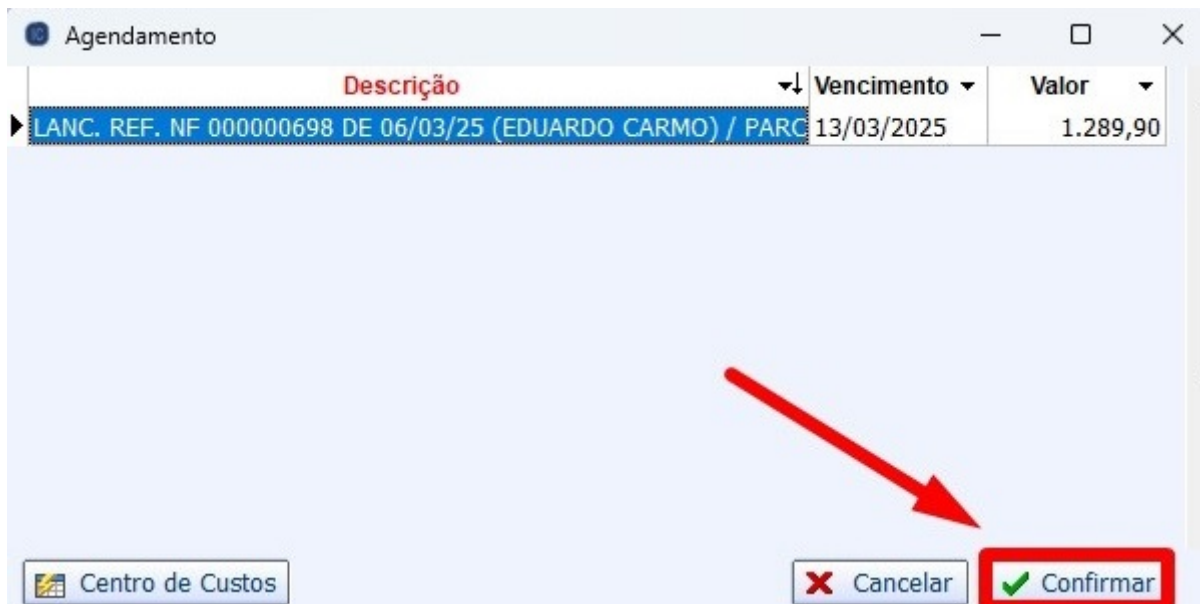 Agendamento
Descrição Vencimento Valor
LANC. REF. NF 000000698 DE 06/03/25 (EDUARDO CARMO) / PARC 13/03/2025 1.289,90
Centro de Custos Cancelar Confirmar